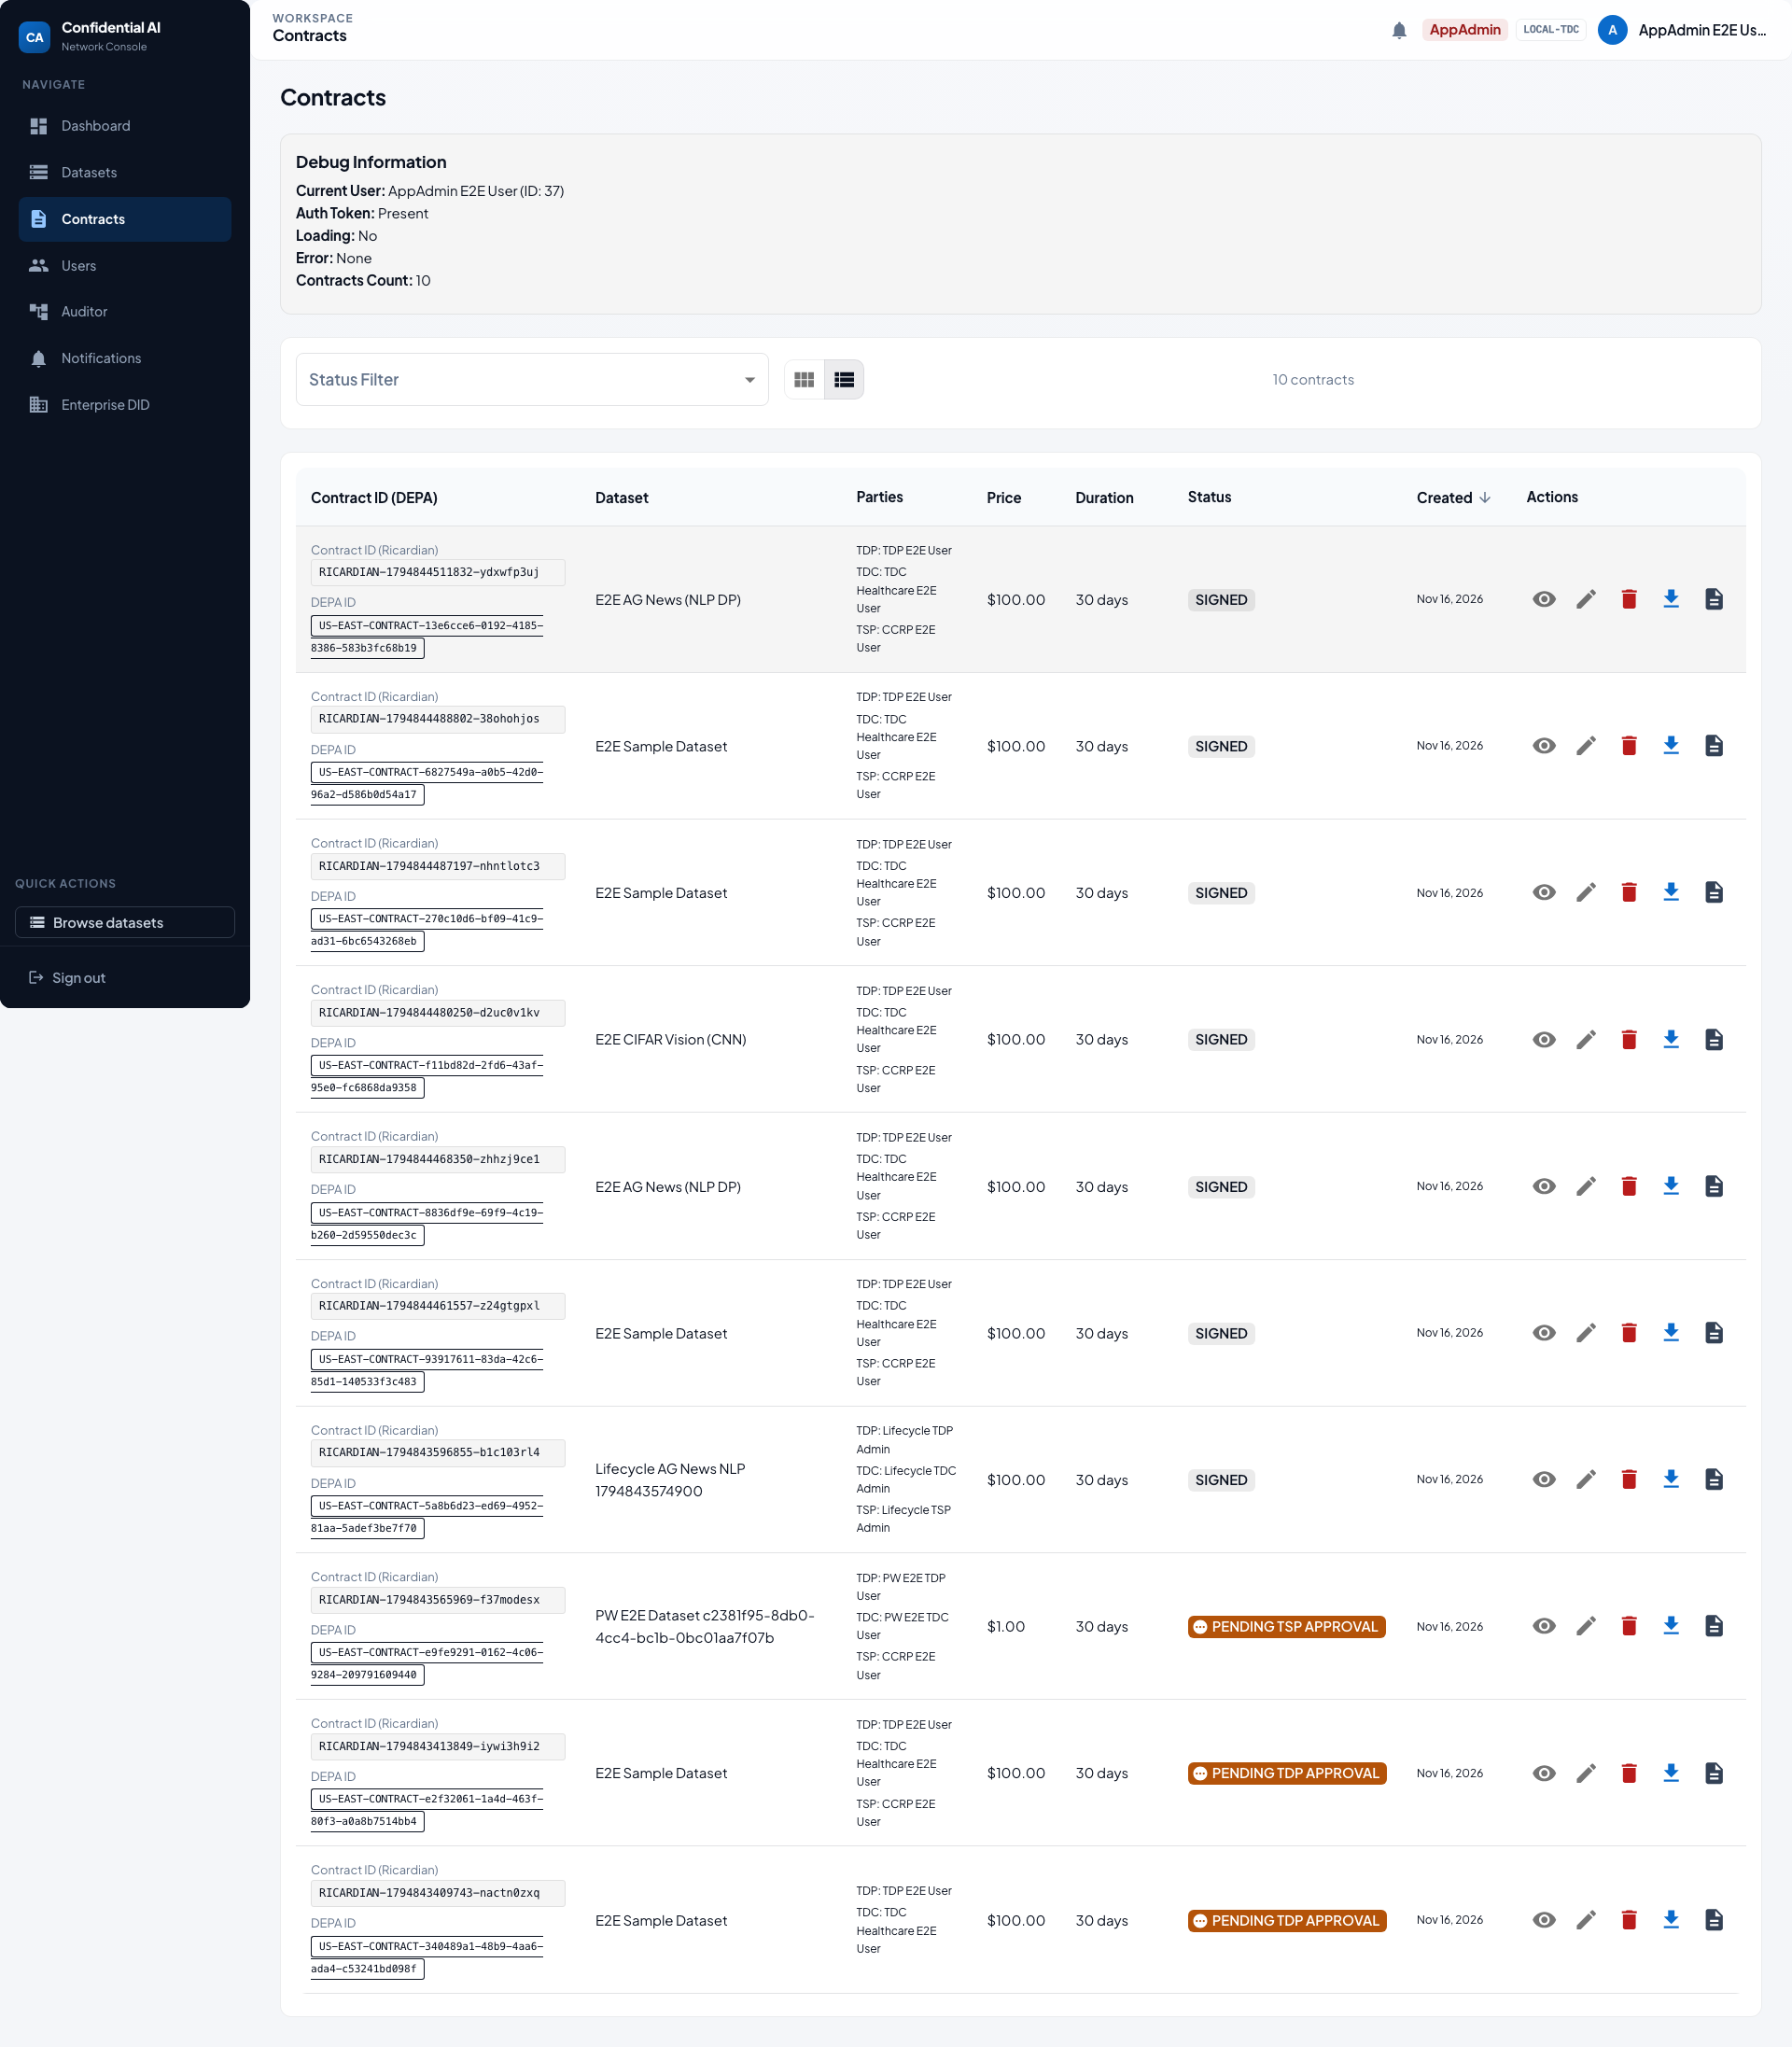 CA
Confidential AI
Network Console
NAVIGATE
Dashboard
Datasets
Contracts
Users
Auditor
Notifications
Enterprise DID
QUICK ACTIONS
Browse datasets
Sign out
WORKSPACE
Contracts
AppAdmin
LOCAL-TDC
A
AppAdmin E2E Us...
Contracts
Debug Information
Current User: AppAdmin E2E User (ID: 37)
Auth Token: Present
Loading: No
Error: None
Contracts Count: 10
Status Filter
10 contracts
Contract ID (DEPA) Dataset Parties Price Duration Status Created Actions
Contract ID (Ricardian)
RICARDIAN-1794844511832-ydxwfp3uj
DEPA ID
US-EAST-CONTRACT-13e6cce6-0192-4185-
8386-583b3fc68b19
E2E AG News (NLP DP)
TDP: TDP E2E User
TDC: TDC
Healthcare E2E
User
TSP: CCRP E2E
User
$100.00
30 days
SIGNED
Nov 16, 2026
Contract ID (Ricardian)
RICARDIAN-1794844488802-38ohohjos
DEPA ID
US-EAST-CONTRACT-6827549a-a0b5-42d0-
96a2-d586b0d54a17
E2E Sample Dataset
TDP: TDP E2E User
TDC: TDC
Healthcare E2E
User
TSP: CCRP E2E
User
$100.00
30 days
SIGNED
Nov 16, 2026
Contract ID (Ricardian)
RICARDIAN-1794844487197-nhntlotc3
DEPA ID
US-EAST-CONTRACT-270c10d6-bf09-41c9-
ad31-6bc6543268eb
E2E Sample Dataset
TDP: TDP E2E User
TDC: TDC
Healthcare E2E
User
TSP: CCRP E2E
User
$100.00
30 days
SIGNED
Nov 16, 2026
Contract ID (Ricardian)
RICARDIAN-1794844480250-d2uc0v1kv
DEPA ID
US-EAST-CONTRACT-f11bd82d-2fd6-43af-
95e0-fc6868da9358
E2E CIFAR Vision (CNN)
TDP: TDP E2E User
TDC: TDC
Healthcare E2E
User
TSP: CCRP E2E
User
$100.00
30 days
SIGNED
Nov 16, 2026
Contract ID (Ricardian)
RICARDIAN-1794844468350-zhhzj9ce1
DEPA ID
US-EAST-CONTRACT-8836df9e-69f9-4c19-
b260-2d59550dec3c
E2E AG News (NLP DP)
TDP: TDP E2E User
TDC: TDC
Healthcare E2E
User
TSP: CCRP E2E
User
$100.00
30 days
SIGNED
Nov 16, 2026
Contract ID (Ricardian)
RICARDIAN-1794844461557-z24gtgpxl
DEPA ID
US-EAST-CONTRACT-93917611-83da-42c6-
85d1-140533f3c483
E2E Sample Dataset
TDP: TDP E2E User
TDC: TDC
Healthcare E2E
User
TSP: CCRP E2E
User
$100.00
30 days
SIGNED
Nov 16, 2026
Contract ID (Ricardian)
RICARDIAN-1794843596855-b1c103rl4
DEPA ID
US-EAST-CONTRACT-5a8b6d23-ed69-4952-
81aa-5adef3be7f70
Lifecycle AG News NLP
1794843574900
TDP: Lifecycle TDP
Admin
TDC: Lifecycle TDC
Admin
TSP: Lifecycle TSP
Admin
$100.00
30 days
SIGNED
Nov 16, 2026
Contract ID (Ricardian)
RICARDIAN-1794843565969-f37modesx
DEPA ID
US-EAST-CONTRACT-e9fe9291-0162-4c06-
9284-209791609440
PW E2E Dataset c2381f95-8db0-
4cc4-bc1b-0bc01aa7f07b
TDP: PW E2E TDP
User
TDC: PW E2E TDC
User
TSP: CCRP E2E
User
$1.00
30 days
PENDING TSP APPROVAL
Nov 16, 2026
Contract ID (Ricardian)
RICARDIAN-1794843413849-iywi3h9i2
DEPA ID
US-EAST-CONTRACT-e2f32061-1a4d-463f-
80f3-a0a8b7514bb4
E2E Sample Dataset
TDP: TDP E2E User
TDC: TDC
Healthcare E2E
User
TSP: CCRP E2E
User
$100.00
30 days
PENDING TDP APPROVAL
Nov 16, 2026
Contract ID (Ricardian)
RICARDIAN-1794843409743-nactn0zxq
DEPA ID
US-EAST-CONTRACT-340489a1-48b9-4aa6-
ada4-c53241bd098f
E2E Sample Dataset
TDP: TDP E2E User
TDC: TDC
Healthcare E2E
User
$100.00
30 days
PENDING TDP APPROVAL
Nov 16, 2026